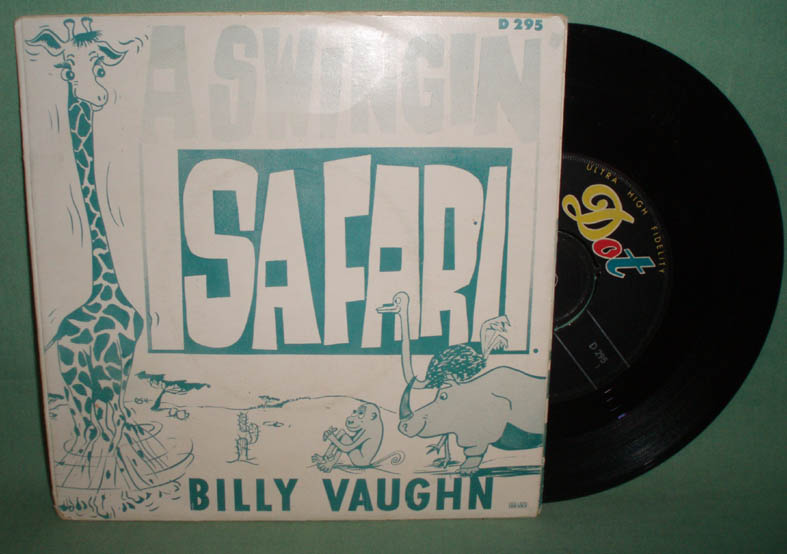 D 295
A SWINGIN'
SAFARI
BILLY VAUGHN
ULTRA HIGH FIDELITY
Dot
D 295